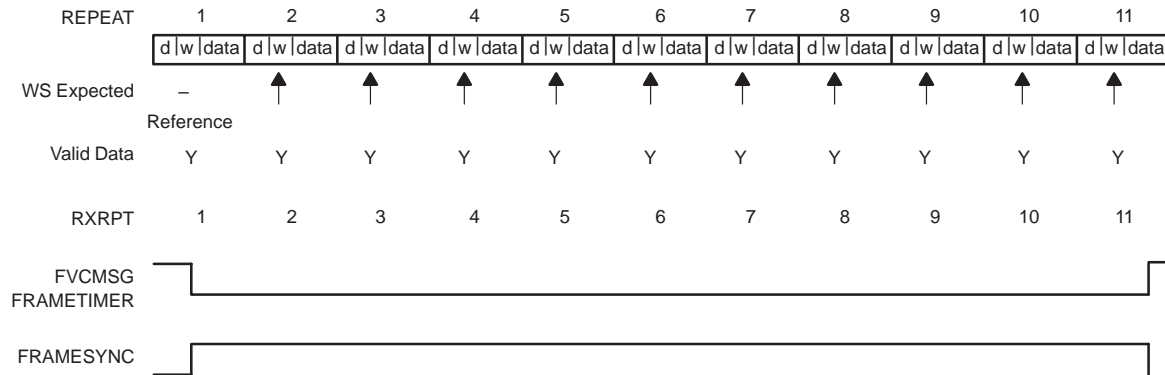 REPEAT 1 2 3 4 5 6 7 8 9 10 11
d w data d w data d w data d w data d w data d w data d w data d w data d w data d w data d w data
WS Expected –
Reference
Valid Data Y Y Y Y Y Y Y Y Y Y Y
RXRPT 1 2 3 4 5 6 7 8 9 10 11
FVCMSG
FRAMETIMER
FRAMESYNC